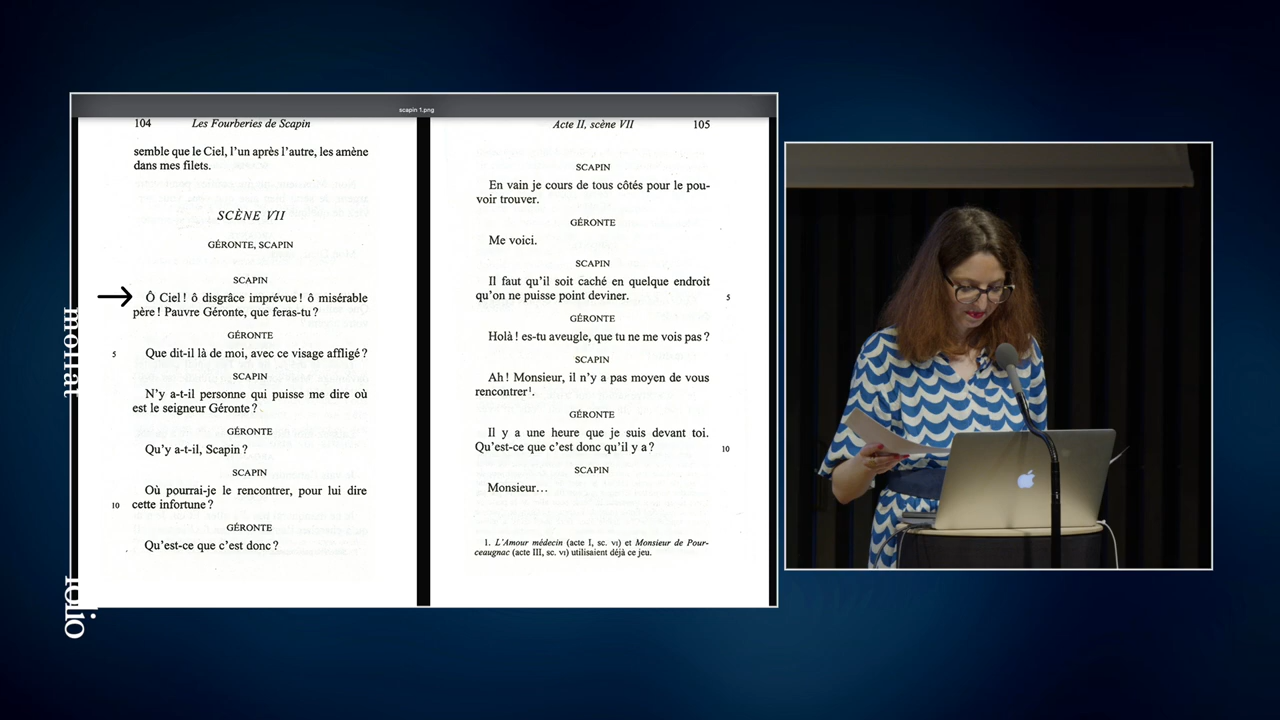 scapin 1.png
104 Les Fourberies de Scapin
semble que le Ciel, l'un après l'autre, les amène
dans mes filets.
SCÈNE VII
GÉRONTE, SCAPIN
SCAPIN
Ô Ciel ! ô disgrâce imprévue ! ô misérable
père ! Pauvre Géronte, que feras-tu ?
GÉRONTE
5 Que dit-il là de moi, avec ce visage affligé ?
SCAPIN
N'y a-t-il personne qui puisse me dire où
est le seigneur Géronte ?
GÉRONTE
Qu'y a-t-il, Scapin ?
SCAPIN
Où pourrai-je le rencontrer, pour lui dire
10 cette infortune ?
GÉRONTE
Qu'est-ce que c'est donc ?
Acte II, scène VII 105
SCAPIN
En vain je cours de tous côtés pour le pou-
voir trouver.
GÉRONTE
Me voici.
SCAPIN
Il faut qu'il soit caché en quelque endroit
qu'on ne puisse point deviner. 5
GÉRONTE
Holà ! es-tu aveugle, que tu ne me vois pas ?
SCAPIN
Ah ! Monsieur, il n'y a pas moyen de vous
rencontrer¹.
GÉRONTE
Il y a une heure que je suis devant toi.
Qu'est-ce que c'est donc qu'il y a ? 10
SCAPIN
Monsieur…
1. L'Amour médecin (acte I, sc. VI) et Monsieur de Pour-
ceaugnac (acte III, sc. VI) utilisaient déjà ce jeu.
mollat
folio